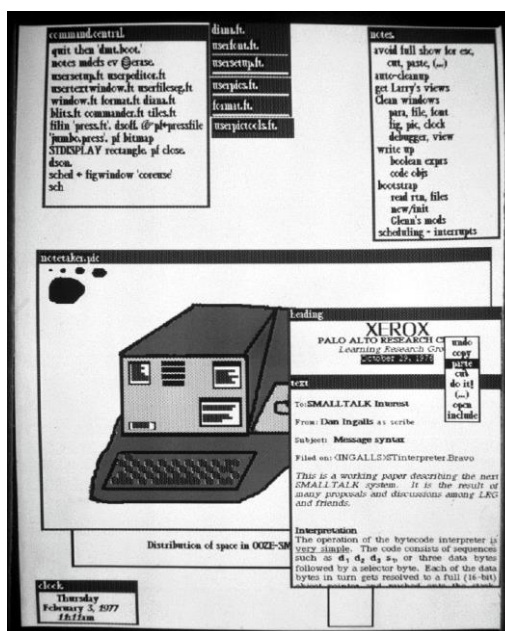 command.central.
quit then 'dmt.boot.'
notes mdefs ev @erase.
usersetup.ft userpeditor.ft
usertextwindow.ft userfileseg.ft
window.ft format.ft diana.ft
blits.ft commander.ft tiles.ft
filin 'press.ft'. dsoff.
'jumbo.press'. pf bitmap
STDISPLAY rectangle. pf close.
dson.
sched ← figwindow 'coreuse'
sch
diana.ft.
userfont.ft.
usersetup.ft.
userpics.ft.
format.ft.
userpictools.ft.
notes.
avoid full show for esc,
cut, paste, (...)
auto-cleanup
get Larry's views
Clean windows
para, file, font
fig, pic, clock
debugger, view
write up
boolean exprs
code objs
bootstrap
read rtn, files
new/init
Glenn's mods
scheduling - interrupts
notetaker.pic
heading
XEROX
PALO ALTO RESEARCH C
Learning Research Gro
October 29, 1976
undo
copy
paste
cut
do it!
(...)
open
include
text
To: SMALLTALK Interest
From: Dan Ingalls as scribe
Subject: Message syntax
Filed on: <INGALLS>STinterpreter.Bravo
This is a working paper describing the next
SMALLTALK system. It is the result of
many proposals and discussions among LRG
and friends.
Interpretation
The operation of the bytecode interpreter is
very simple. The code consists of sequences
such as d₁ d₂ d₃ s₁, or three data bytes
followed by a selector byte. Each of the data
bytes in turn gets resolved to a full (16-bit)
Distribution of space in OOZE-SM
clock
Thursday
February 3, 1977
11:11am